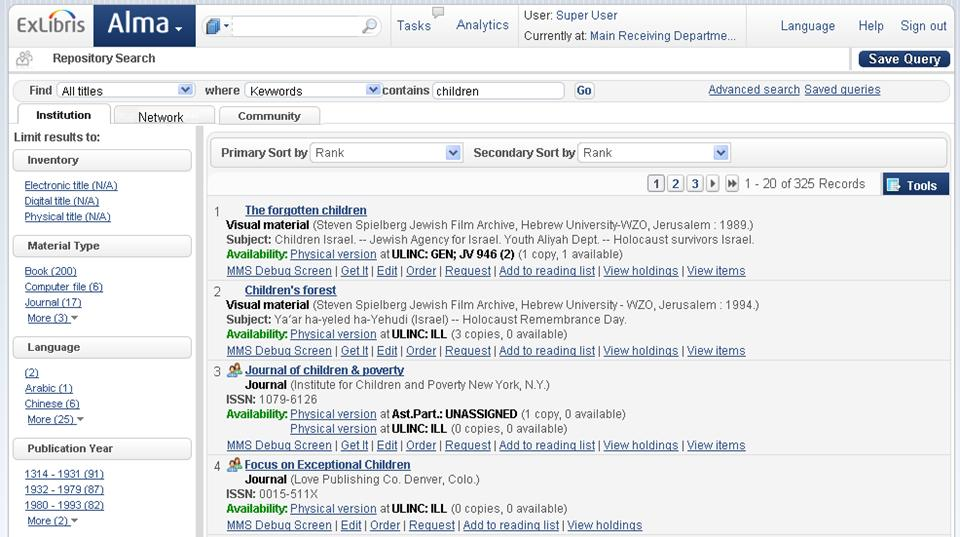 ExLibris Alma Tasks Analytics User: Super User Language Help Sign out
Currently at: Main Receiving Departme...
Repository Search Save Query
Find All titles where Keywords contains children Go Advanced search Saved queries
Institution Network Community
Limit results to:
Inventory
Electronic title (N/A)
Digital title (N/A)
Physical title (N/A)
Material Type
Book (200)
Computer file (6)
Journal (17)
More (3)
Language
(2)
Arabic (1)
Chinese (6)
More (25)
Publication Year
1314 - 1931 (91)
1932 - 1979 (87)
1980 - 1993 (82)
More (2)
Primary Sort by Rank Secondary Sort by Rank
1 2 3 1 - 20 of 325 Records Tools
1 The forgotten children
Visual material (Steven Spielberg Jewish Film Archive, Hebrew University-WZO, Jerusalem : 1989.)
Subject: Children Israel. -- Jewish Agency for Israel. Youth Aliyah Dept. -- Holocaust survivors Israel.
Availability: Physical version at ULINC: GEN; JV 946 (2) (1 copy, 1 available)
MMS Debug Screen | Get It | Edit | Order | Request | Add to reading list | View holdings | View items
2 Children's forest
Visual material (Steven Spielberg Jewish Film Archive, Hebrew University - WZO, Jerusalem : 1994.)
Subject: Ya'ar ha-yeled ha-Yehudi (Israel) -- Holocaust Remembrance Day.
Availability: Physical version at ULINC: ILL (3 copies, 0 available)
MMS Debug Screen | Get It | Edit | Order | Request | Add to reading list | View holdings | View items
3 Journal of children & poverty
Journal (Institute for Children and Poverty New York, N.Y.)
ISSN: 1079-6126
Availability: Physical version at Ast.Part.: UNASSIGNED (1 copy, 0 available)
Physical version at ULINC: ILL (0 copies, 0 available)
MMS Debug Screen | Get It | Edit | Order | Request | Add to reading list | View holdings | View items
4 Focus on Exceptional Children
Journal (Love Publishing Co. Denver, Colo.)
ISSN: 0015-511X
Availability: Physical version at ULINC: ILL (0 copies, 0 available)
MMS Debug Screen | Edit | Order | Request | Add to reading list | View holdings